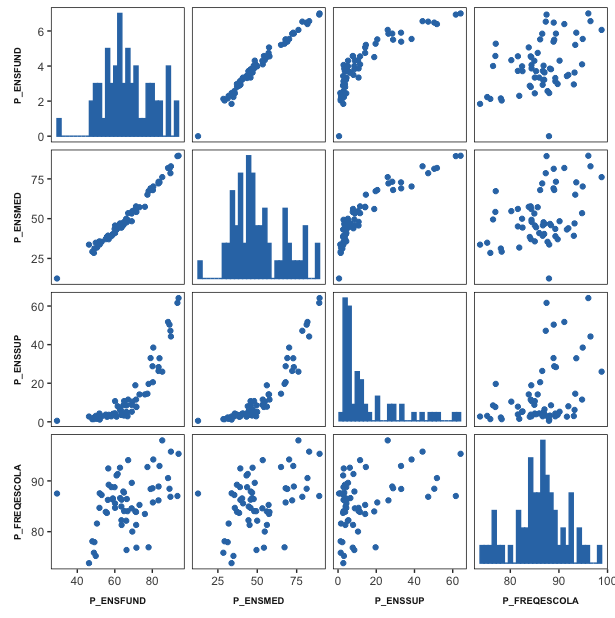 P_ENSFUND
6
4
2
0
P_ENSMED
75
50
25
P_ENSSUP
60
40
20
0
P_FREQESCOLA
90
80
40 60 80 25 50 75 0 20 40 60 80 90 100
P_ENSFUND P_ENSMED P_ENSSUP P_FREQESCOLA